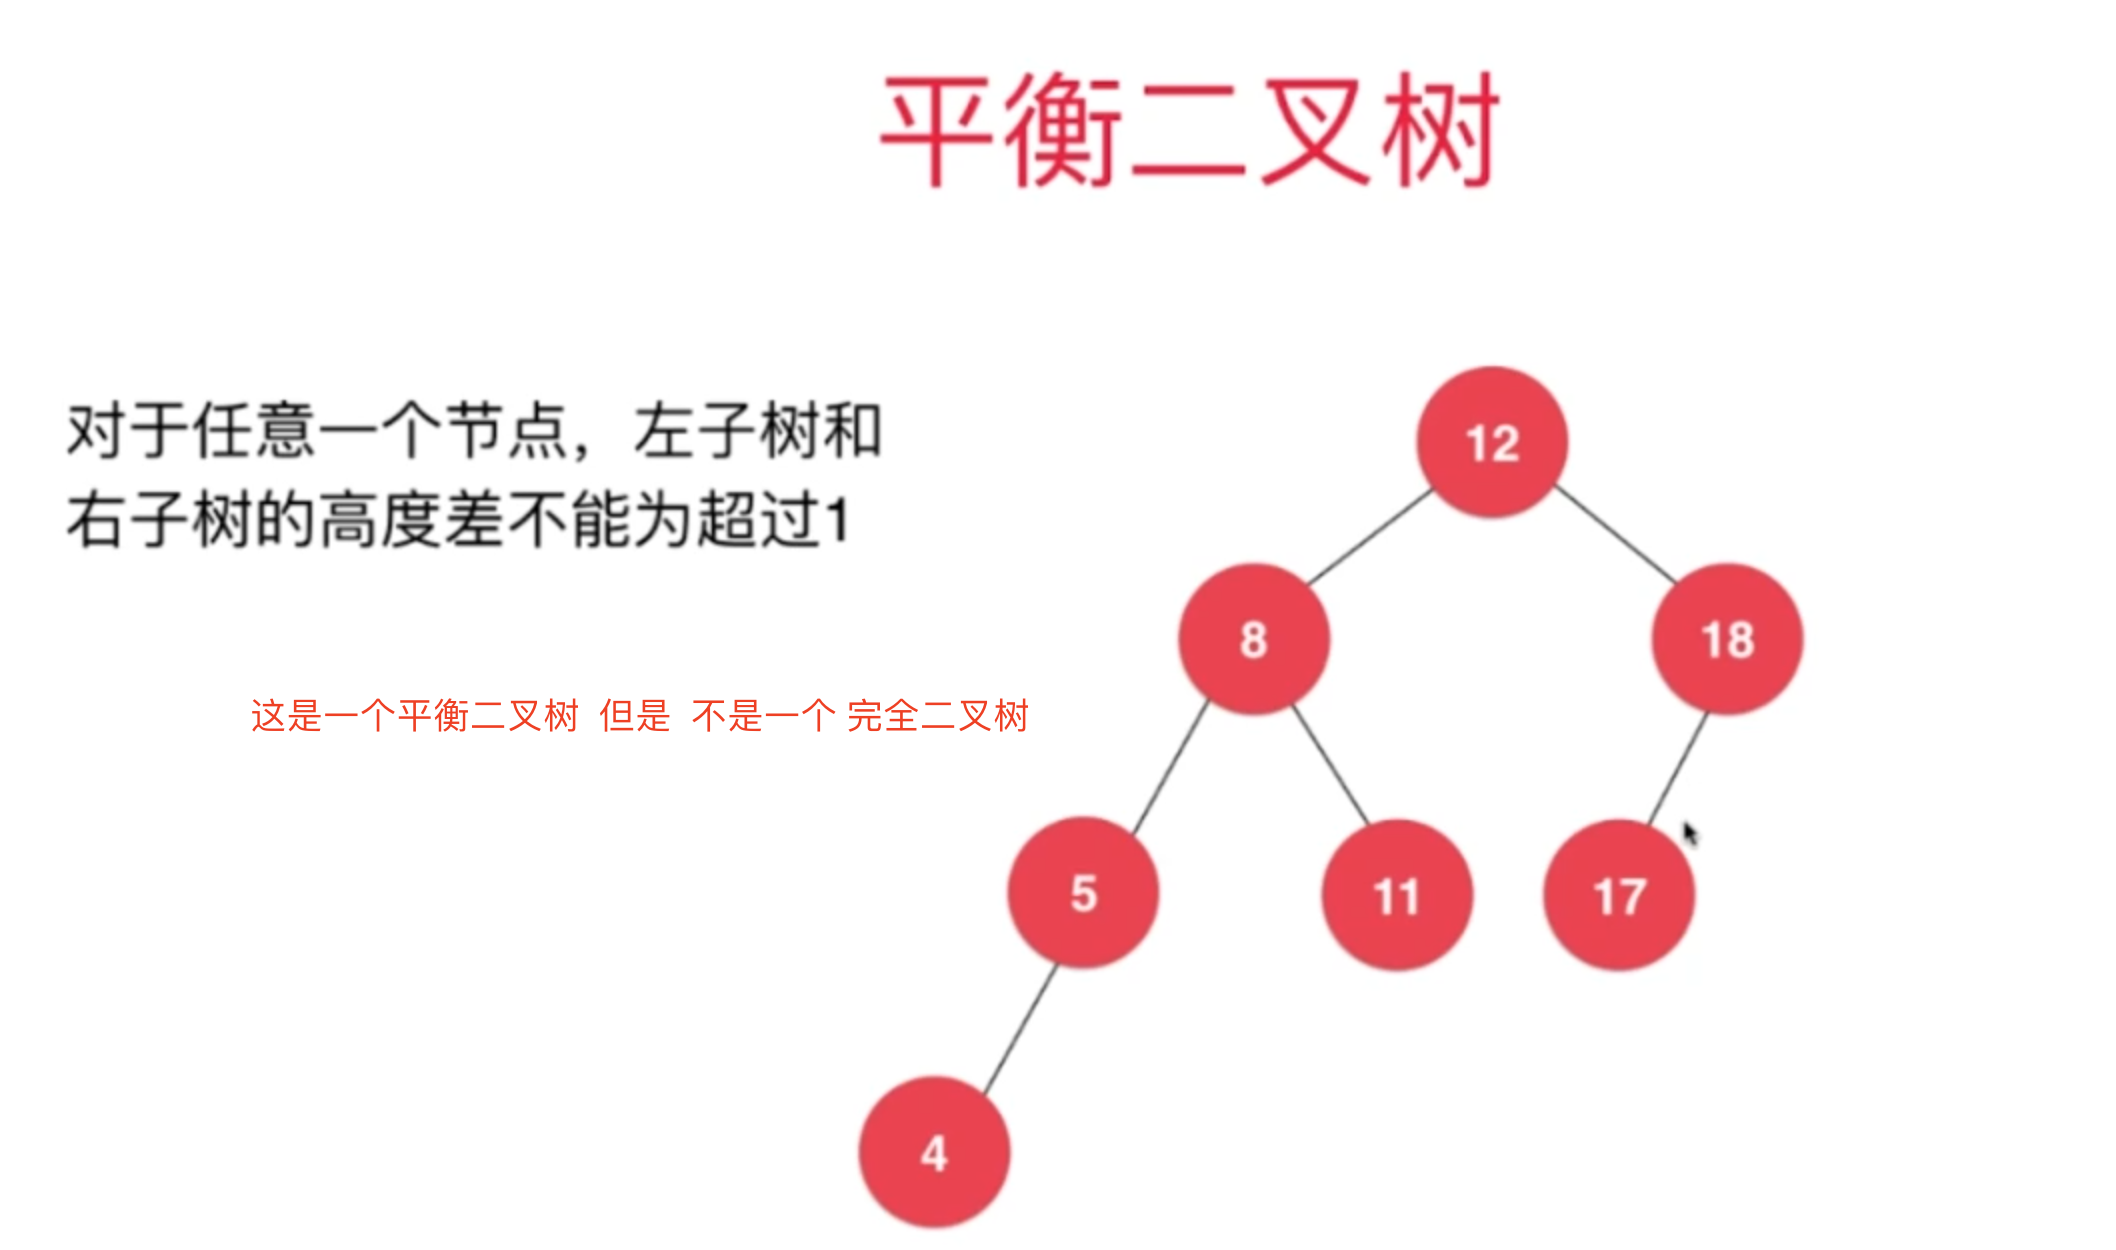 平衡二叉树
对于任意一个节点，左子树和
右子树的高度差不能为超过1
这是一个平衡二叉树 但是 不是一个 完全二叉树
12
8
18
5
11
17
4